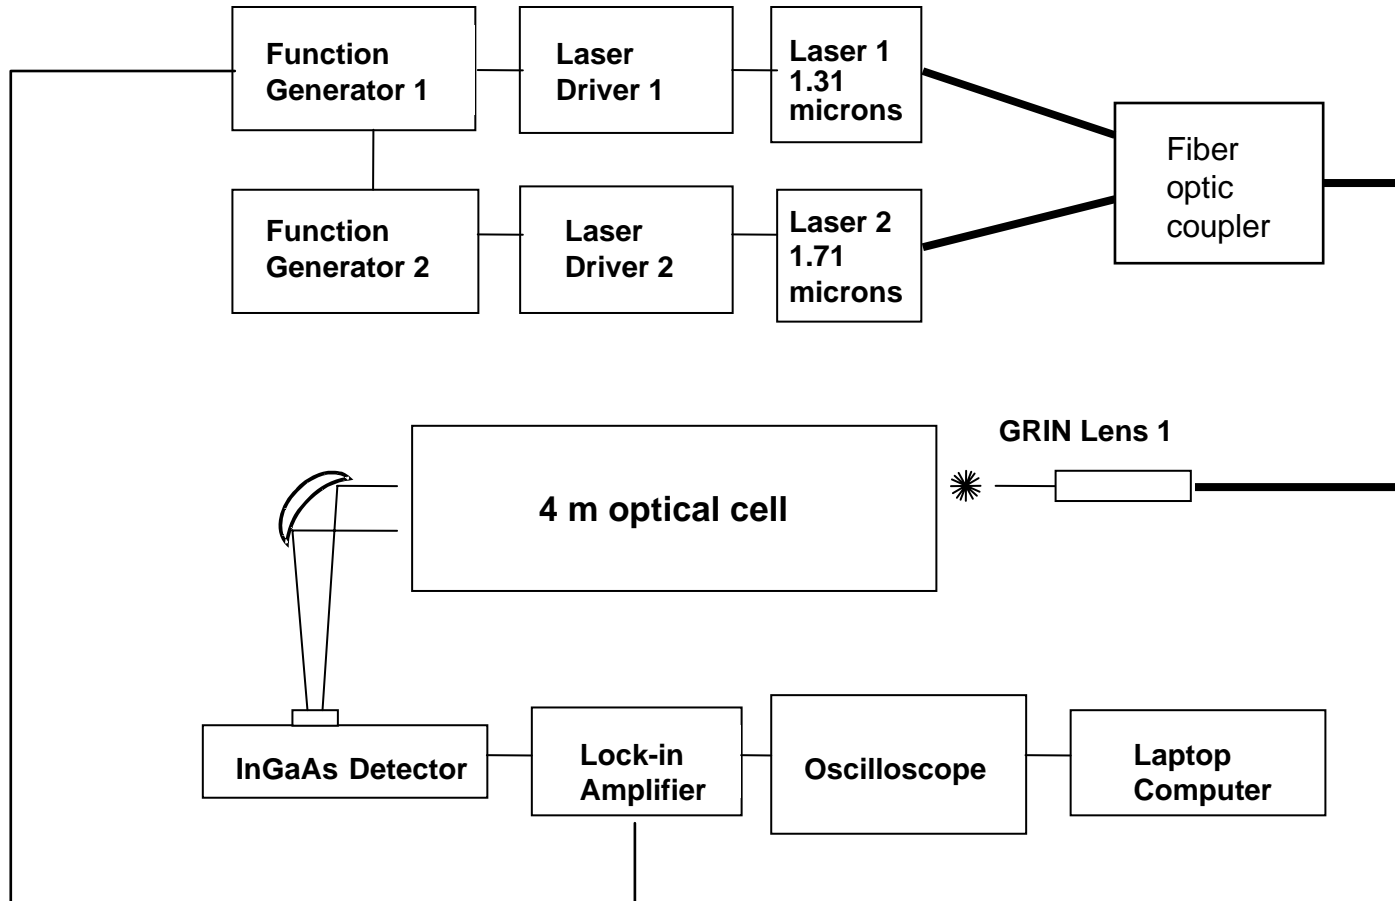 Function
Generator 1
Laser
Driver 1
Laser 1
1.31
microns
Fiber
optic
coupler
Function
Generator 2
Laser
Driver 2
Laser 2
1.71
microns
GRIN Lens 1
4 m optical cell
InGaAs Detector
Lock-in
Amplifier
Oscilloscope
Laptop
Computer